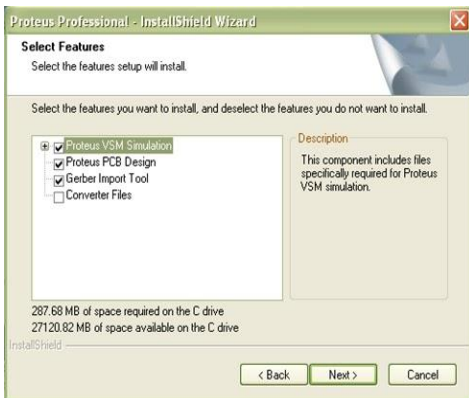 Proteus Professional - InstallShield Wizard
Select Features
Select the features setup will install.
Select the features you want to install, and deselect the features you do not want to install.
Proteus VSM Simulation
Proteus PCB Design
Gerber Import Tool
Converter Files
Description
This component includes files
specifically required for Proteus
VSM simulation.
287.68 MB of space required on the C drive
27120.82 MB of space available on the C drive
InstallShield
< Back
Next >
Cancel